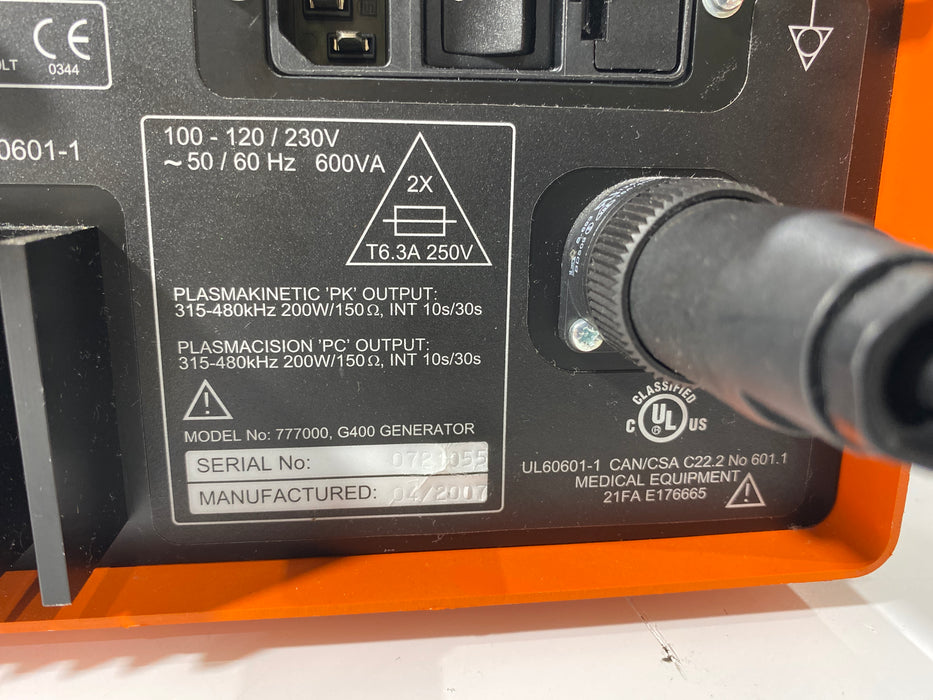 0344
0601-1
100 - 120 / 230V
~ 50 / 60 Hz 600VA
2X
T6.3A 250V
PLASMAKINETIC 'PK' OUTPUT:
315-480kHz 200W/150Ω, INT 10s/30s
PLASMACISION 'PC' OUTPUT:
315-480kHz 200W/150Ω, INT 10s/30s
MODEL No: 777000, G400 GENERATOR
SERIAL No:
MANUFACTURED: 04/2007
CLASSIFIED
C UL US
UL60601-1 CAN/CSA C22.2 No 601.1
MEDICAL EQUIPMENT
21FA E176665